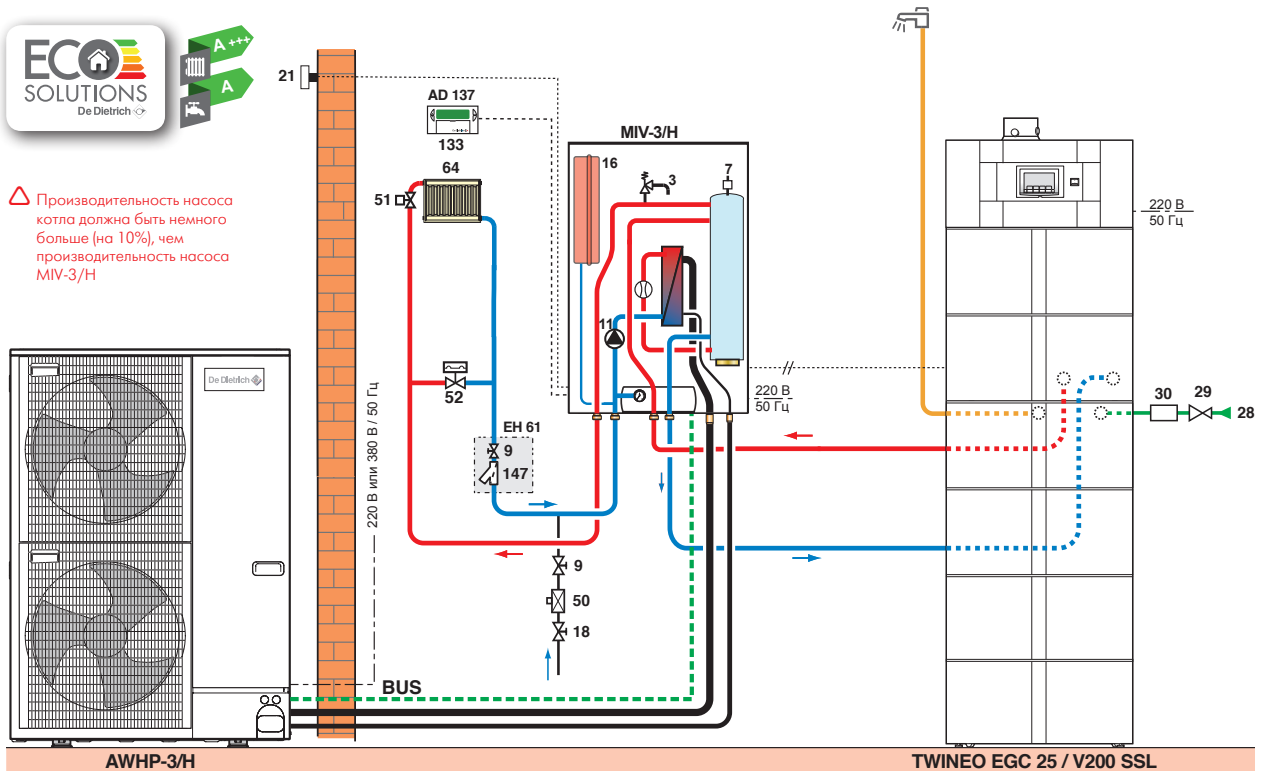 ECO
SOLUTIONS
De Dietrich
A +++
A
Производительность насоса
котла должна быть немного
больше (на 10%), чем
производительность насоса
MIV-3/H
21
AD 137
133
64
51
52
EH 61
9
147
9
50
18
MIV-3/H
16
3
7
11
220 В
50 Гц
220 В
50 Гц
//
30
29
28
De Dietrich
220 В или 380 В / 50 Гц
BUS
AWHP-3/H
TWINEO EGC 25 / V200 SSL